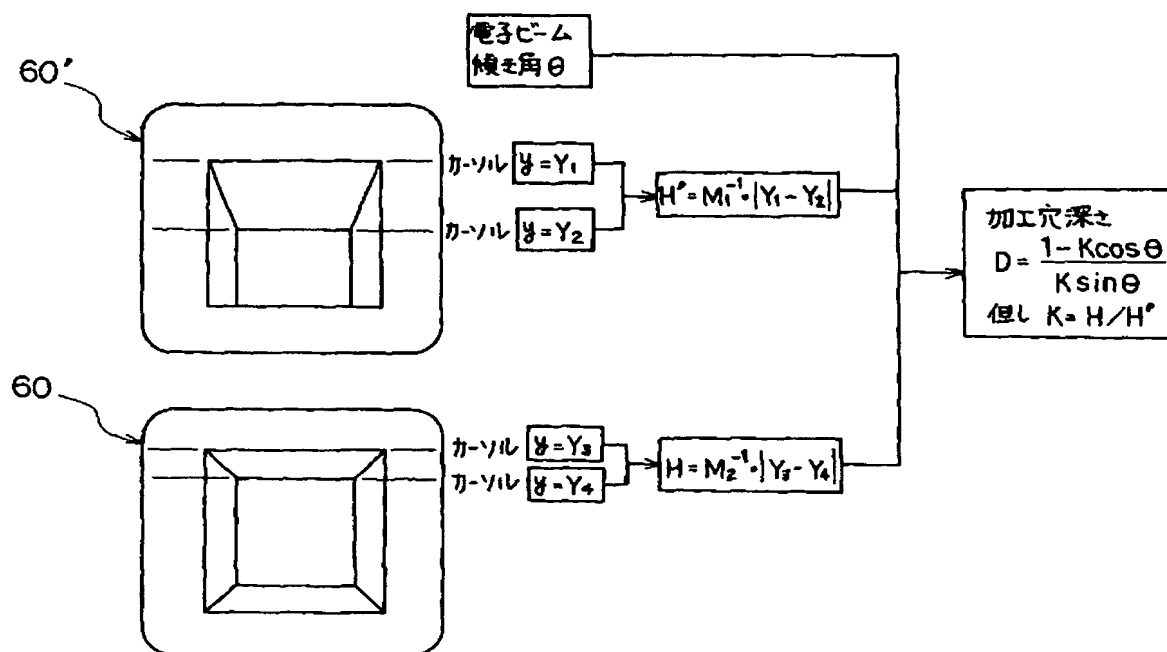 電子ビーム
傾き角 θ
60'
カーソル y=Y₁
カーソル y=Y₂
H'=M₁⁻¹·|Y₁-Y₂|
加工穴深さ
D= (1-Kcosθ)/(Ksinθ)
但し K=H/H'
60
カーソル y=Y₃
カーソル y=Y₄
H=M₂⁻¹·|Y₃-Y₄|